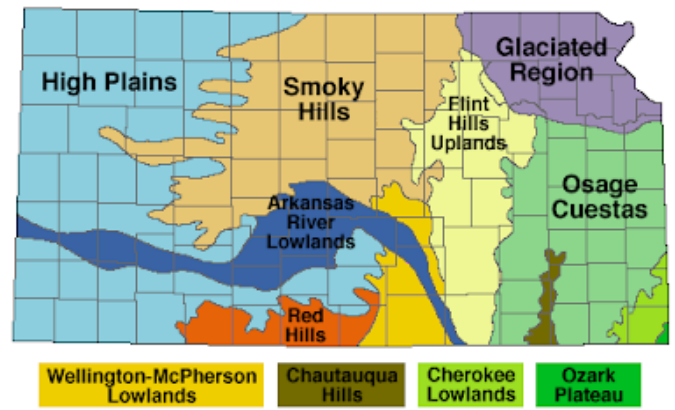 High Plains
Smoky
Hills
Glaciated
Region
Flint
Hills
Uplands
Osage
Cuestas
Arkansas
River
Lowlands
Red
Hills
Wellington-McPherson
Lowlands
Chautauqua
Hills
Cherokee
Lowlands
Ozark
Plateau